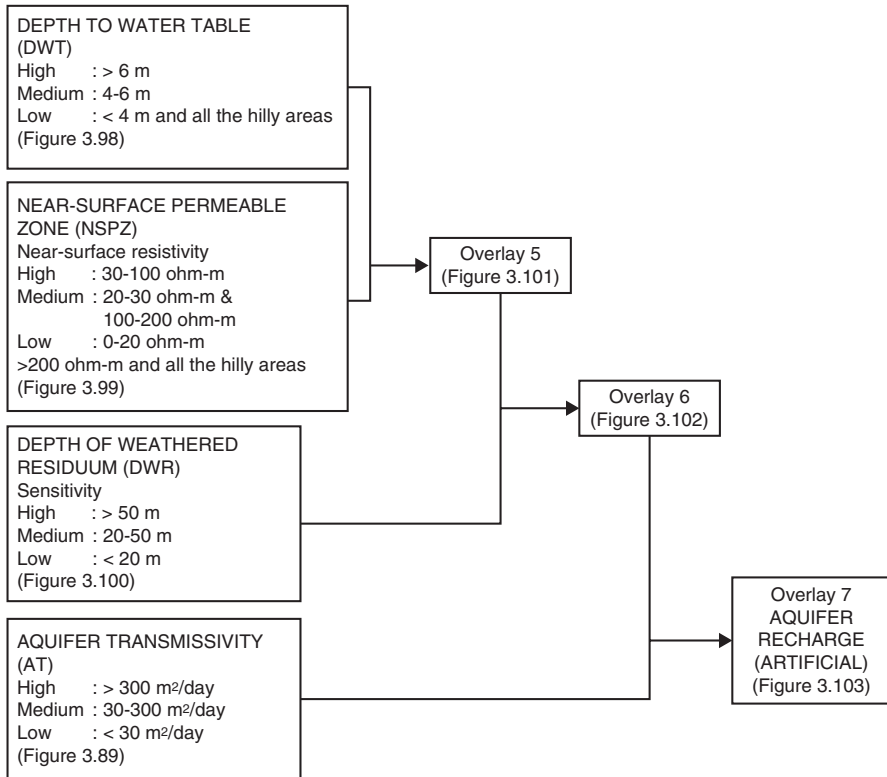 DEPTH TO WATER TABLE
(DWT)
High : > 6 m
Medium : 4-6 m
Low : < 4 m and all the hilly areas
(Figure 3.98)
NEAR-SURFACE PERMEABLE
ZONE (NSPZ)
Near-surface resistivity
High : 30-100 ohm-m
Medium : 20-30 ohm-m &
100-200 ohm-m
Low : 0-20 ohm-m
>200 ohm-m and all the hilly areas
(Figure 3.99)
DEPTH OF WEATHERED
RESIDUUM (DWR)
Sensitivity
High : > 50 m
Medium : 20-50 m
Low : < 20 m
(Figure 3.100)
AQUIFER TRANSMISSIVITY
(AT)
High : > 300 m²/day
Medium : 30-300 m²/day
Low : < 30 m²/day
(Figure 3.89)
Overlay 5
(Figure 3.101)
Overlay 6
(Figure 3.102)
Overlay 7
AQUIFER
RECHARGE
(ARTIFICIAL)
(Figure 3.103)